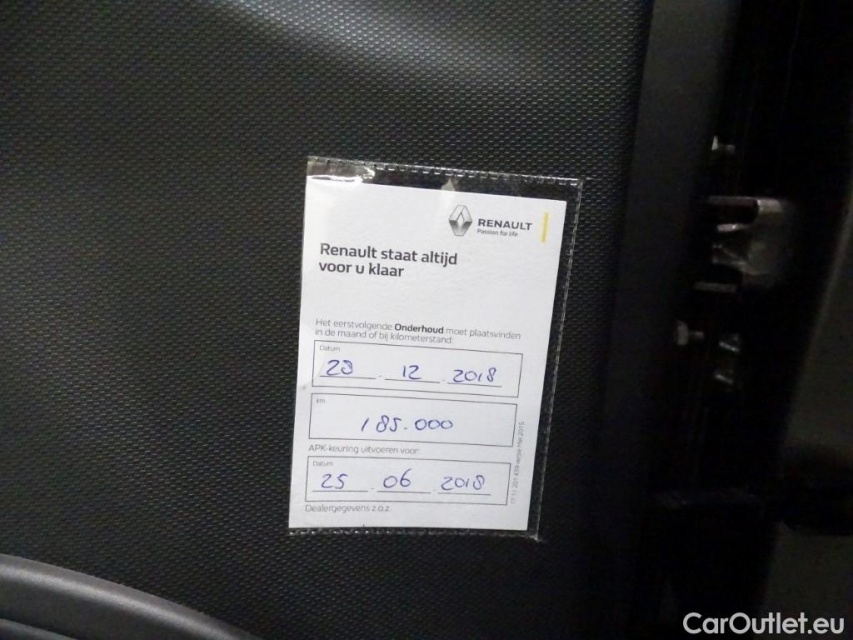 RENAULT
Passion for life
Renault staat altijd
voor u klaar
Het eerstvolgende Onderhoud moet plaatsvinden
in de maand of bij kilometerstand:
Datum
20 . 12 . 2018
km
185.000
APK-keuring uitvoeren voor:
Datum
25 . 06 . 2018
Dealergegevens z.o.z.
CarOutlet.eu